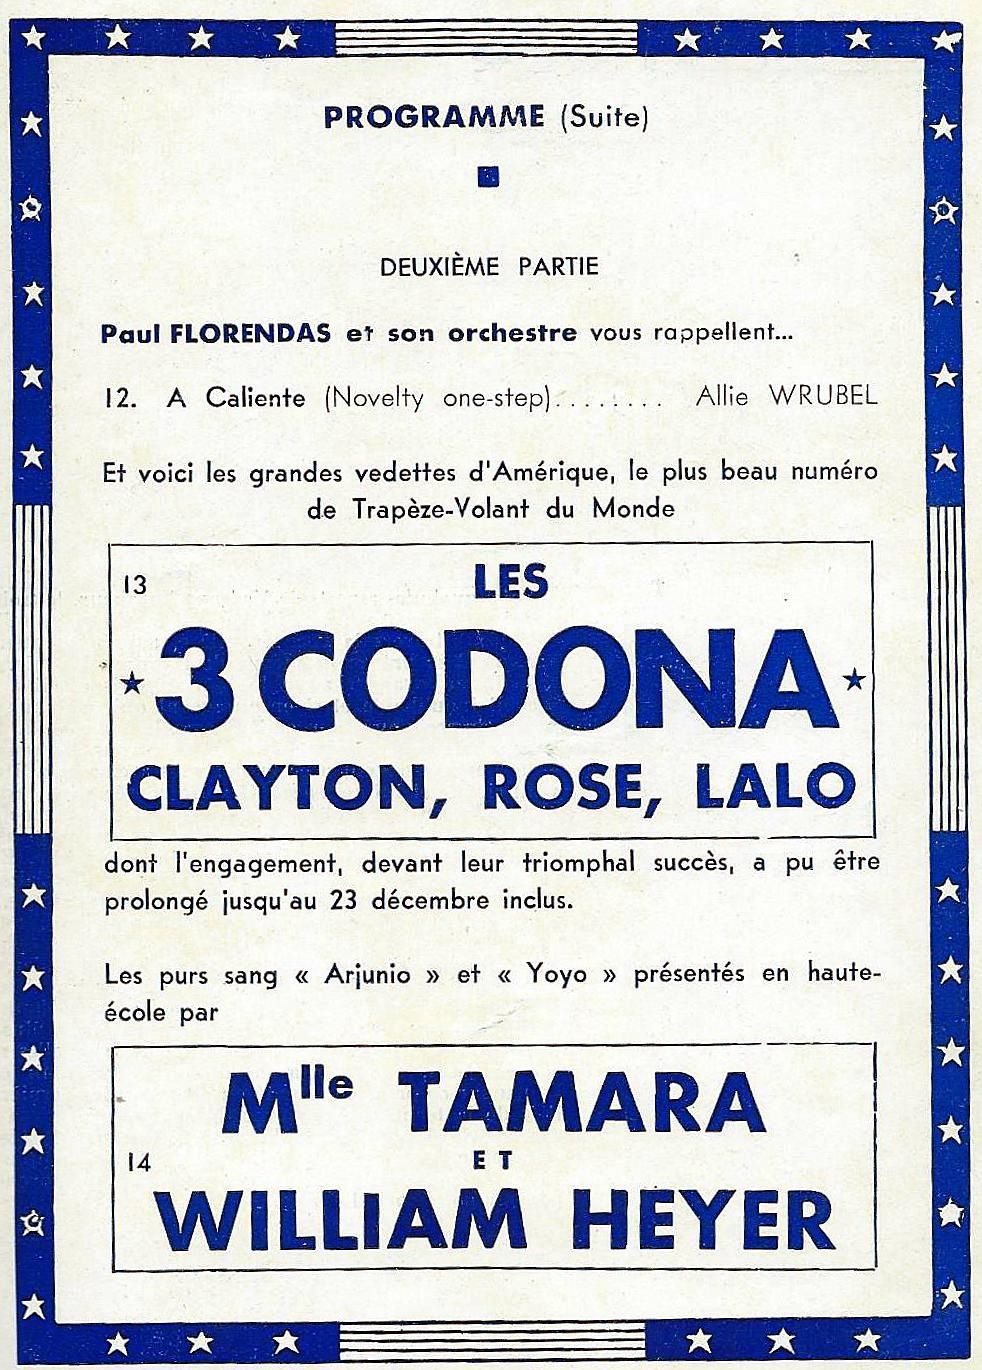 PROGRAMME (Suite)
DEUXIÈME PARTIE
Paul FLORENDAS et son orchestre vous rappellent...
12. A Caliente (Novelty one-step)........ Allie WRUBEL
Et voici les grandes vedettes d'Amérique, le plus beau numéro
de Trapèze-Volant du Monde
13 LES
3 CODONA
CLAYTON, ROSE, LALO
dont l'engagement, devant leur triomphal succès, a pu être
prolongé jusqu'au 23 décembre inclus.
Les purs sang « Arjunio » et « Yoyo » présentés en haute-
école par
Mlle TAMARA
14 ET
WILLIAM HEYER